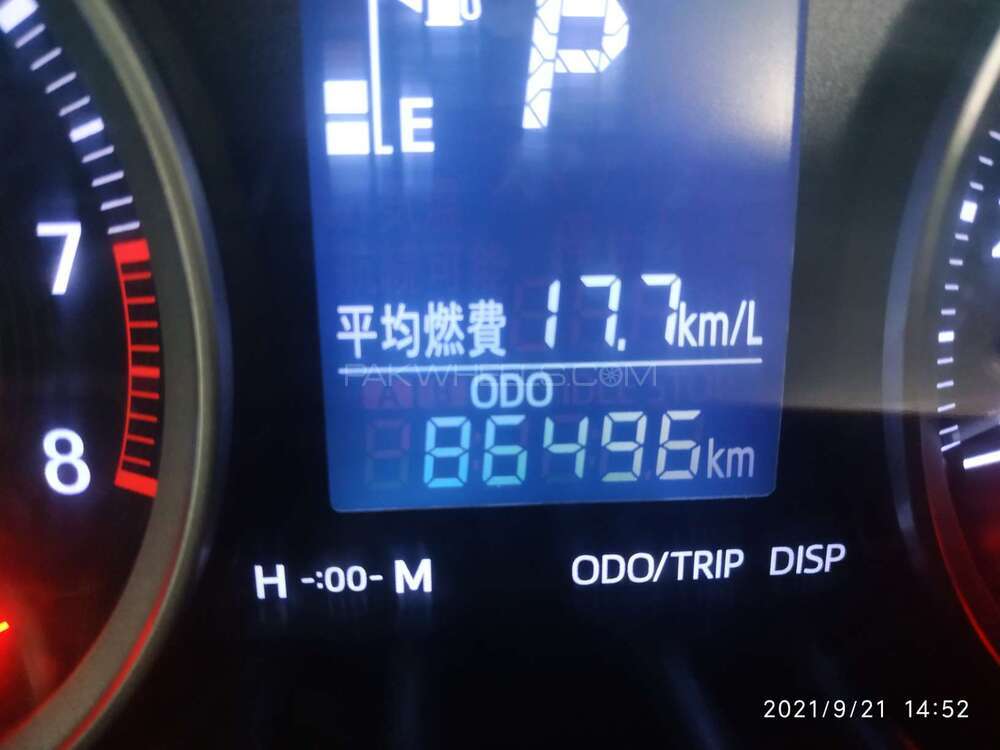 P
E
7
平均燃費 17.7km/L
PAKWHEELS.COM
ODO
8
86496km
H -:00- M
ODO/TRIP DISP
2021/9/21 14:52